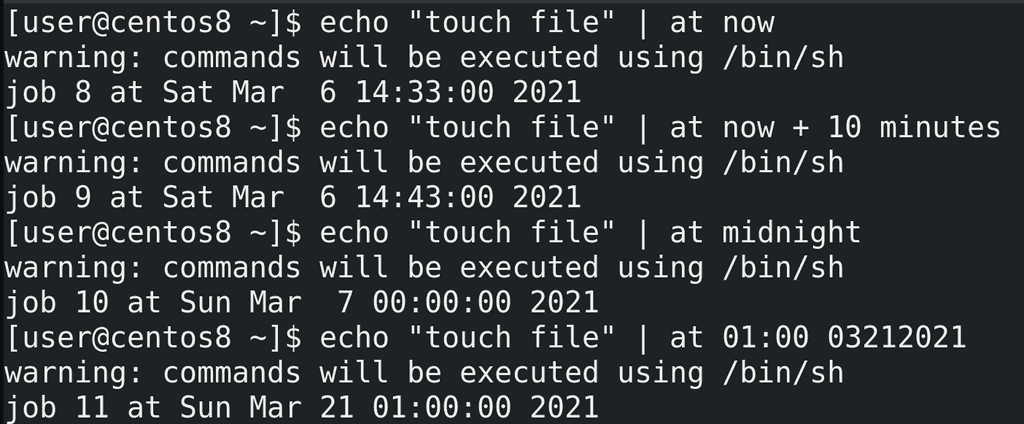 [user@centos8 ~]$ echo "touch file" | at now
warning: commands will be executed using /bin/sh
job 8 at Sat Mar  6 14:33:00 2021
[user@centos8 ~]$ echo "touch file" | at now + 10 minutes
warning: commands will be executed using /bin/sh
job 9 at Sat Mar  6 14:43:00 2021
[user@centos8 ~]$ echo "touch file" | at midnight
warning: commands will be executed using /bin/sh
job 10 at Sun Mar  7 00:00:00 2021
[user@centos8 ~]$ echo "touch file" | at 01:00 03212021
warning: commands will be executed using /bin/sh
job 11 at Sun Mar 21 01:00:00 2021